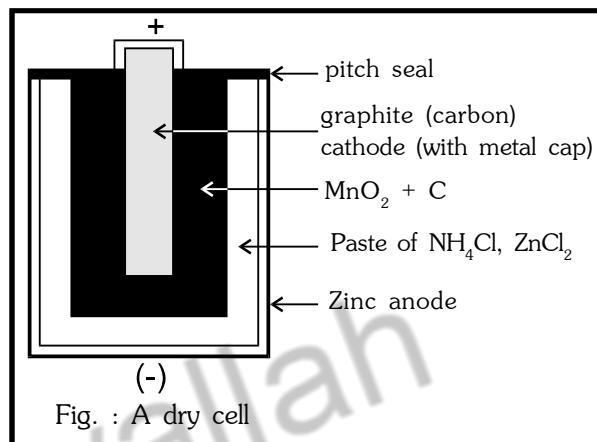 +
pitch seal
graphite (carbon)
cathode (with metal cap)
MnO₂ + C
Paste of NH₄Cl, ZnCl₂
Zinc anode
(-)
Fig. : A dry cell